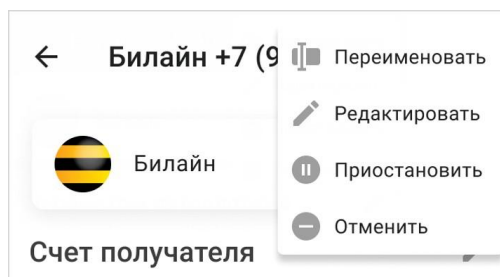 Билайн +7 (9
Переименовать
Редактировать
Билайн
Приостановить
Отменить
Счет получателя